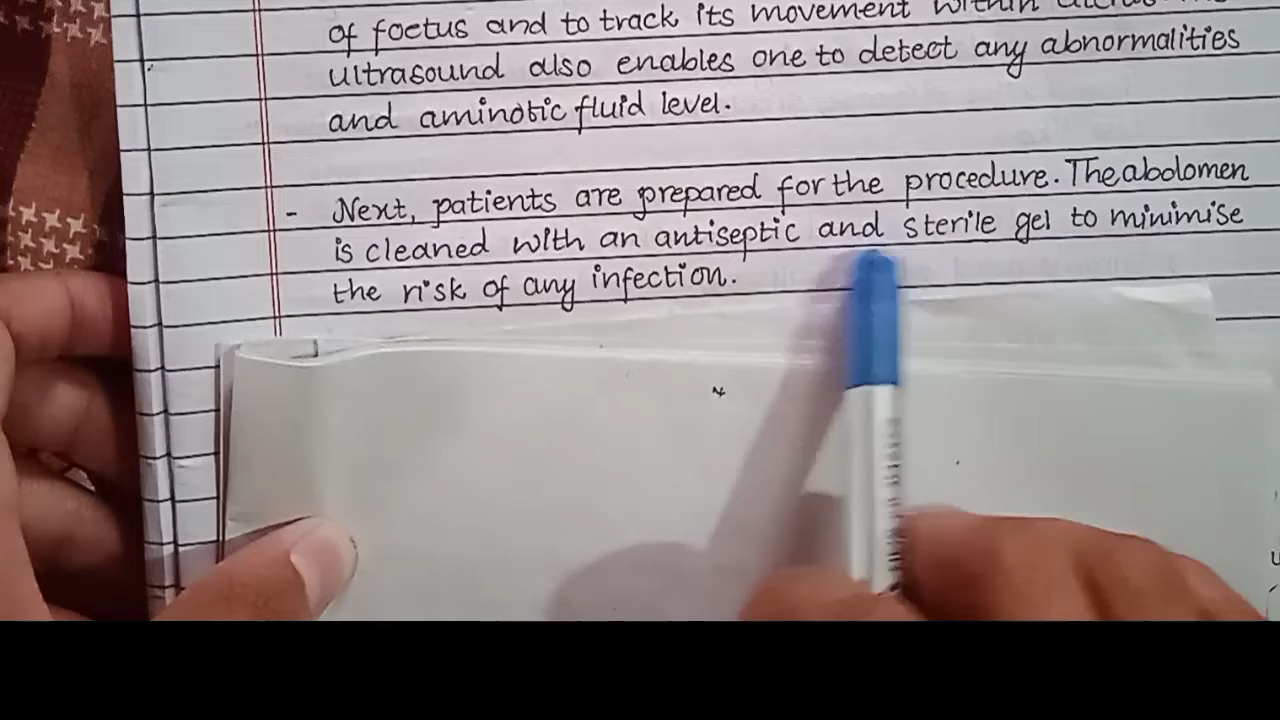 of foetus and to track its movement within
ultrasound also enables one to detect any abnormalities
and aminotic fluid level.
- Next, patients are prepared for the procedure. The abdomen
is cleaned with an antiseptic and sterile gel to minimise
the risk of any infection.